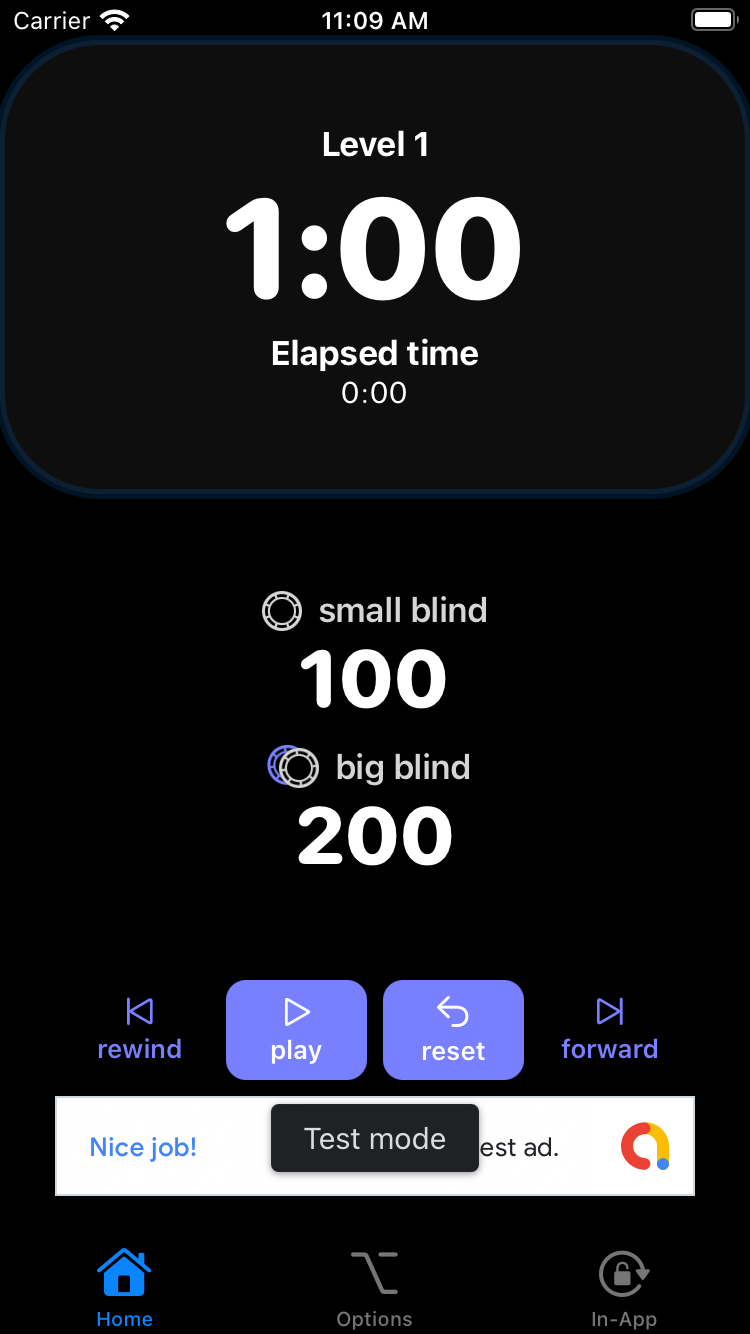 Carrier 11:09 AM
Level 1
1:00
Elapsed time
0:00
small blind
100
big blind
200
rewind play reset forward
Nice job! Test mode est ad.
Home Options In-App